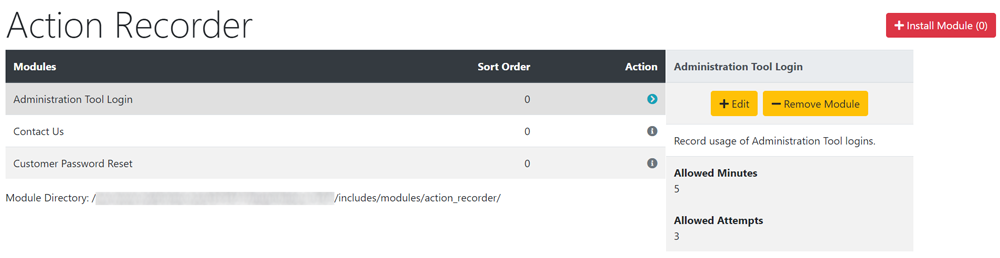 Action Recorder
Install Module (0)
Modules Sort Order Action
Administration Tool Login 0
Contact Us 0
Customer Password Reset 0
Module Directory: / /includes/modules/action_recorder/
Administration Tool Login
Edit Remove Module
Record usage of Administration Tool logins.
Allowed Minutes
5
Allowed Attempts
3